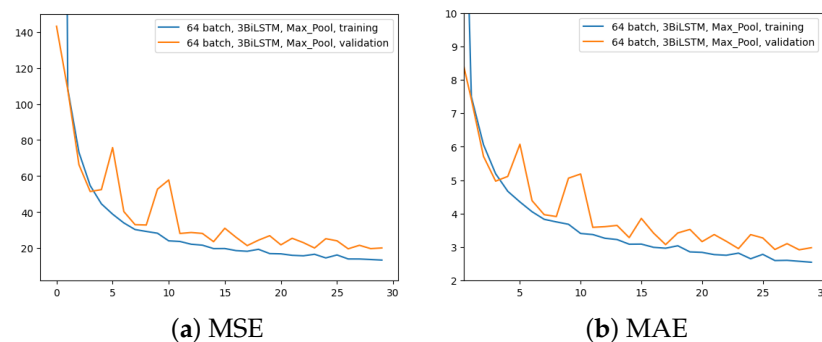 64 batch, 3BiLSTM, Max_Pool, training
64 batch, 3BiLSTM, Max_Pool, validation
140
120
100
80
60
40
20
0 5 10 15 20 25 30
(a) MSE
64 batch, 3BiLSTM, Max_Pool, training
64 batch, 3BiLSTM, Max_Pool, validation
10
9
8
7
6
5
4
3
2
5 10 15 20 25 30
(b) MAE